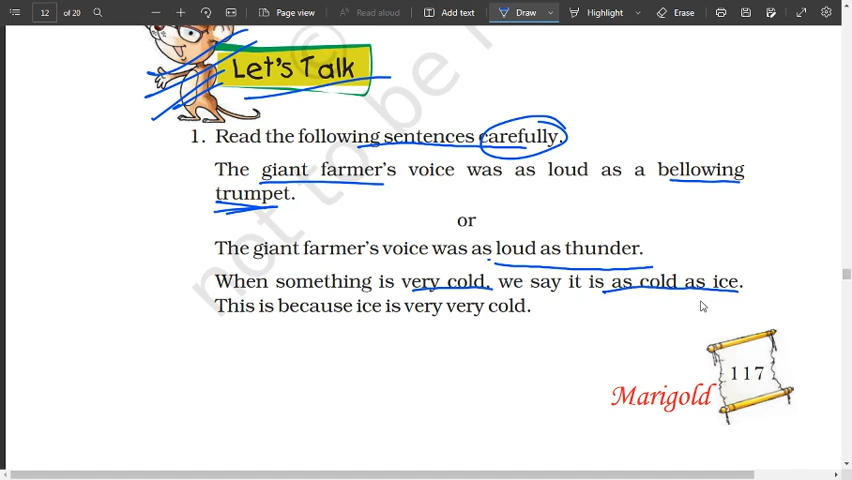 12 of 20 Page view Read aloud Add text Draw Highlight Erase
Let's Talk
1. Read the following sentences carefully.
The giant farmer's voice was as loud as a bellowing
trumpet.
or
The giant farmer's voice was as loud as thunder.
When something is very cold, we say it is as cold as ice.
This is because ice is very very cold.
117
Marigold
not to be